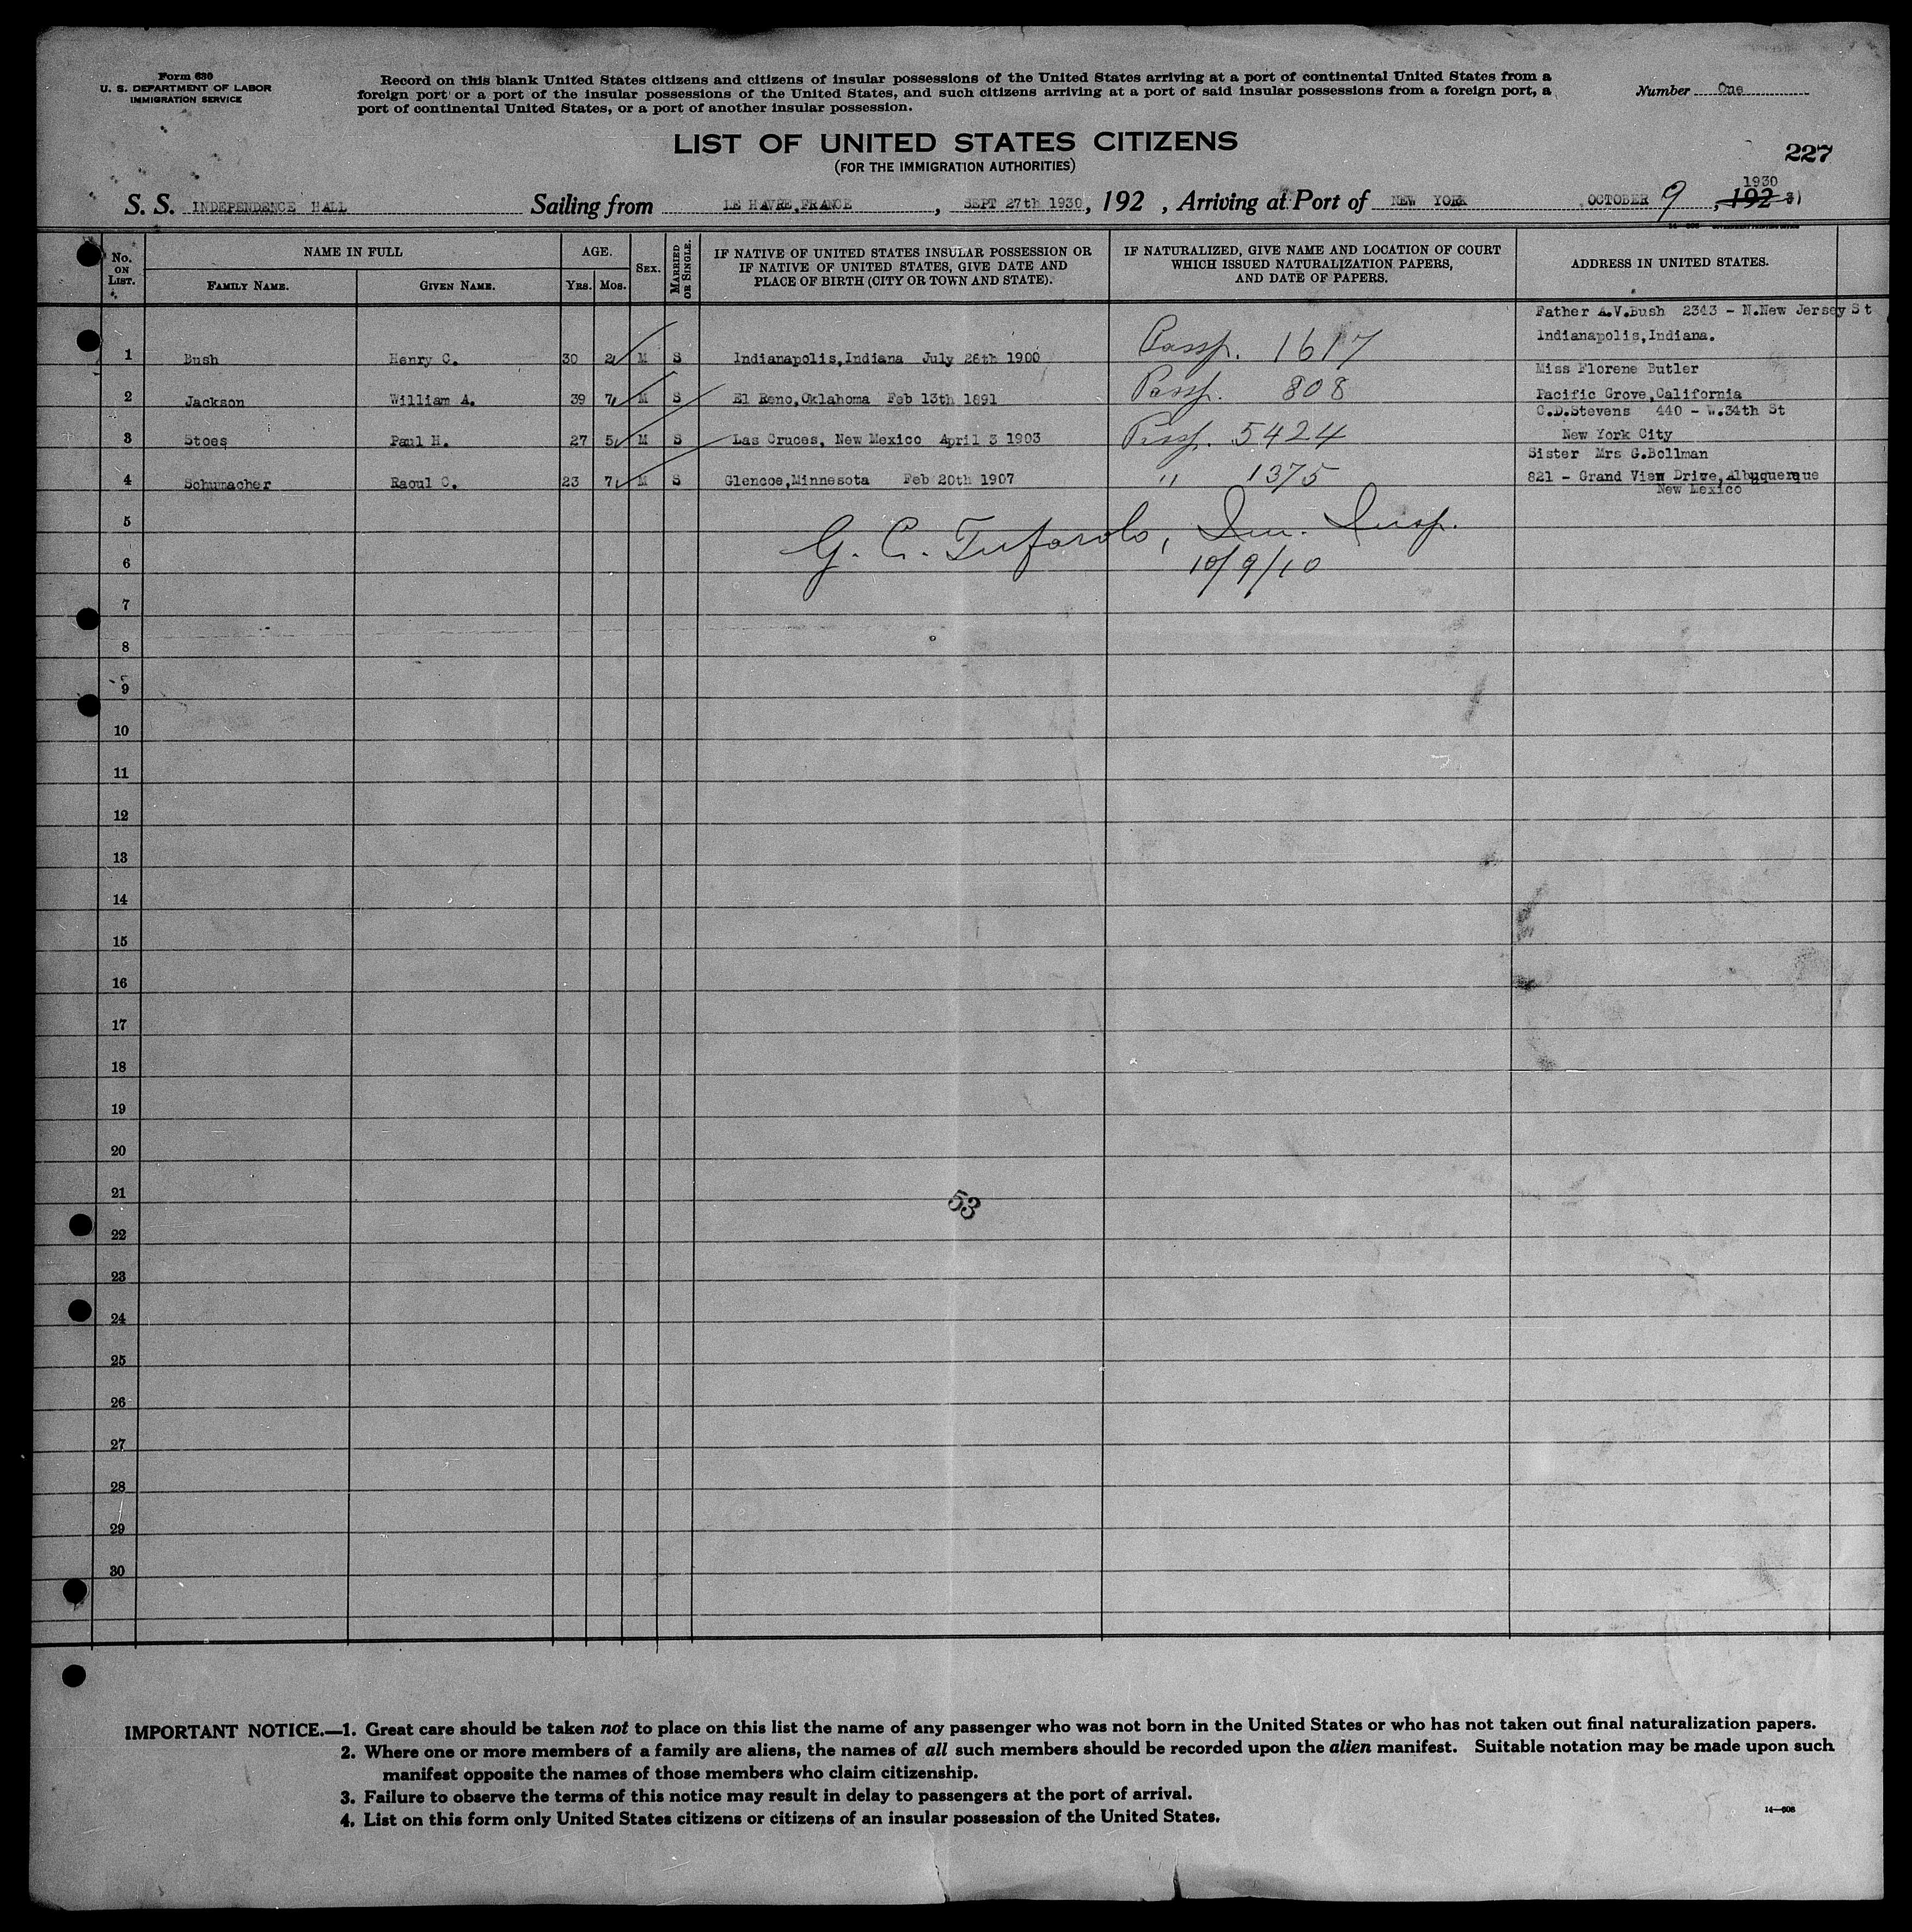 Form 630
U. S. DEPARTMENT OF LABOR
IMMIGRATION SERVICE
Record on this blank United States citizens and citizens of insular possessions of the United States arriving at a port of continental United States from a
foreign port or a port of the insular possessions of the United States, and such citizens arriving at a port of said insular possessions from a foreign port, a
port of continental United States, or a port of another insular possession.
Number One
LIST OF UNITED STATES CITIZENS
(FOR THE IMMIGRATION AUTHORITIES)
227
S. S. INDEPENDENCE HALL Sailing from LE HAVRE,FRANCE, SEPT 27th 1930, 192 , Arriving at Port of NEW YORK OCTOBER 9, 1930 192
No. ON LIST. NAME IN FULL AGE. SEX. MARRIED OR SINGLE. IF NATIVE OF UNITED STATES INSULAR POSSESSION OR IF NATIVE OF UNITED STATES, GIVE DATE AND PLACE OF BIRTH (CITY OR TOWN AND STATE). IF NATURALIZED, GIVE NAME AND LOCATION OF COURT WHICH ISSUED NATURALIZATION PAPERS, AND DATE OF PAPERS. ADDRESS IN UNITED STATES.
FAMILY NAME. GIVEN NAME. YRS. MOS.
Father A.V.Bush 2343 - N.New Jersey St
Indianapolis,Indiana.
1 Bush Henry C. 30 2 M S Indianapolis,Indiana July 26th 1900 Passp. 1617
Miss Florene Butler
2 Jackson William A. 39 7 M S El Reno,Oklahoma Feb 13th 1891 Passp. 808 Pacific Grove,California
C.D.Stevens 440 - W.34th St
3 Stoes Paul H. 27 5 M S Las Cruces, New Mexico April 3 1903 Passp. 5424 New York City
Sister Mrs G.Bollman
4 Schumacher Raoul C. 23 7 M S Glencoe,Minnesota Feb 20th 1907 " 1375 821 - Grand View Drive,Albuquerque
New Mexico
5
G. C. Tufarolo, Im. Insp.
6 10/9/10
7
8
9
10
11
12
13
14
15
16
17
18
19
20
21
53
22
23
24
25
26
27
28
29
30
IMPORTANT NOTICE.—1. Great care should be taken not to place on this list the name of any passenger who was not born in the United States or who has not taken out final naturalization papers.
2. Where one or more members of a family are aliens, the names of all such members should be recorded upon the alien manifest. Suitable notation may be made upon such
manifest opposite the names of those members who claim citizenship.
3. Failure to observe the terms of this notice may result in delay to passengers at the port of arrival.
4. List on this form only United States citizens or citizens of an insular possession of the United States.